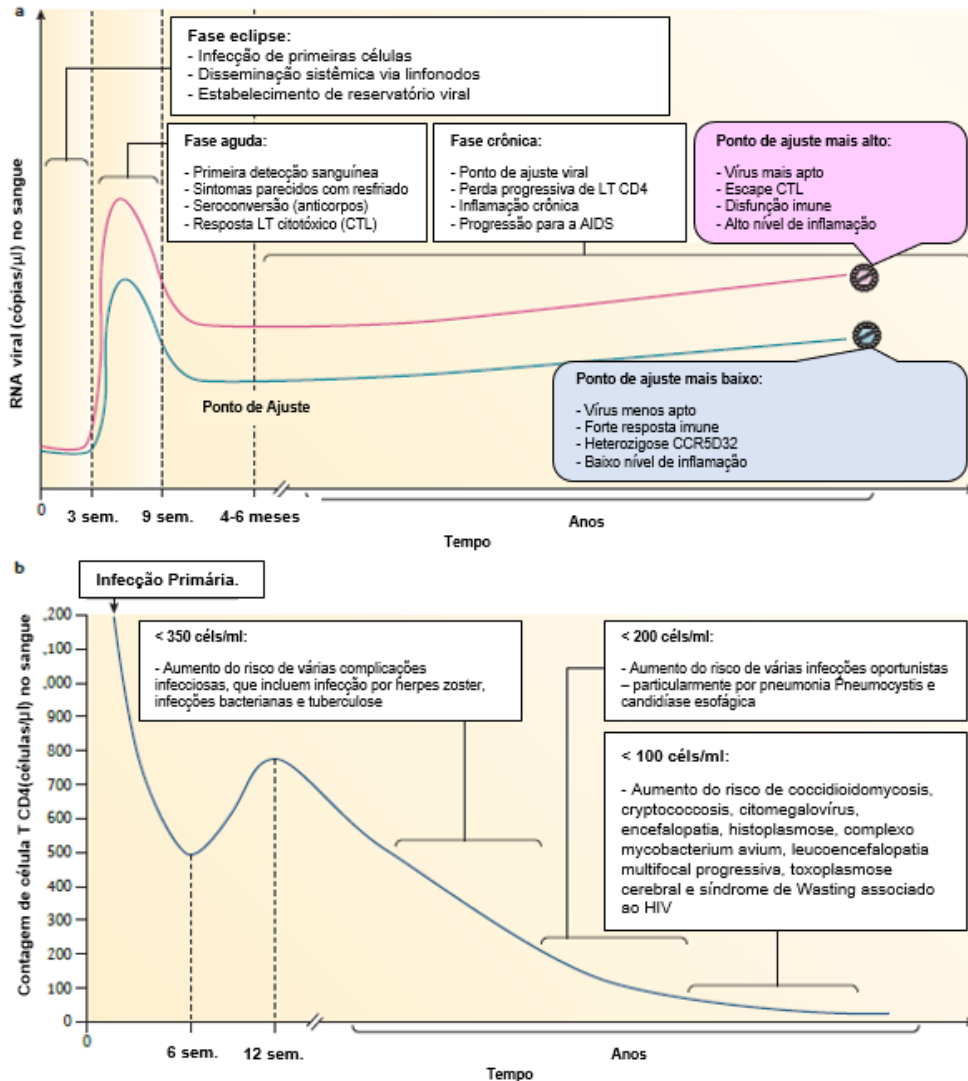 a
RNA viral (cópias/µl) no sangue
Fase eclipse:
- Infecção de primeiras células
- Disseminação sistêmica via linfonodos
- Estabelecimento de reservatório viral
Fase aguda:
- Primeira detecção sanguínea
- Sintomas parecidos com resfriado
- Seroconversão (anticorpos)
- Resposta LT citotóxico (CTL)
Fase crônica:
- Ponto de ajuste viral
- Perda progressiva de LT CD4
- Inflamação crônica
- Progressão para a AIDS
Ponto de ajuste mais alto:
- Vírus mais apto
- Escape CTL
- Disfunção imune
- Alto nível de inflamação
Ponto de Ajuste
Ponto de ajuste mais baixo:
- Vírus menos apto
- Forte resposta imune
- Heterozigose CCR5D32
- Baixo nível de inflamação
0
3 sem.
9 sem.
4-6 meses
Anos
Tempo
b
Contagem de célula T CD4(células/µl) no sangue
Infecção Primária.
< 350 céls/ml:
- Aumento do risco de várias complicações
infecciosas, que incluem infecção por herpes zoster,
infecções bacterianas e tuberculose
< 200 céls/ml:
- Aumento do risco de várias infecções oportunistas
– particularmente por pneumonia Pneumocystis e
candidíase esofágica
< 100 céls/ml:
- Aumento do risco de coccidioidomycosis,
cryptococcosis, citomegalovírus,
encefalopatia, histoplasmose, complexo
mycobacterium avium, leucoencefalopatia
multifocal progressiva, toxoplasmose
cerebral e síndrome de Wasting associado
ao HIV
,200
,100
,000
900
800
700
600
500
400
300
200
100
0
0
6 sem.
12 sem.
Anos
Tempo